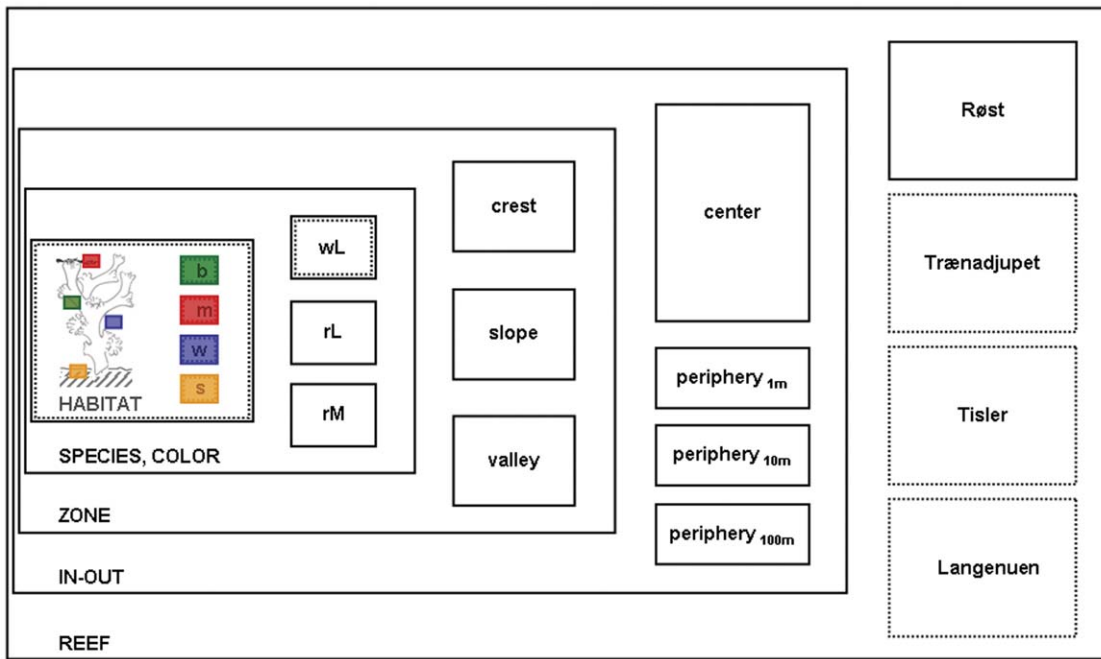 b
m
w
s
HABITAT
wL
rL
rM
SPECIES, COLOR
crest
slope
valley
ZONE
center
periphery 1m
periphery 10m
periphery 100m
IN-OUT
Røst
Trænadjupet
Tisler
Langenuen
REEF